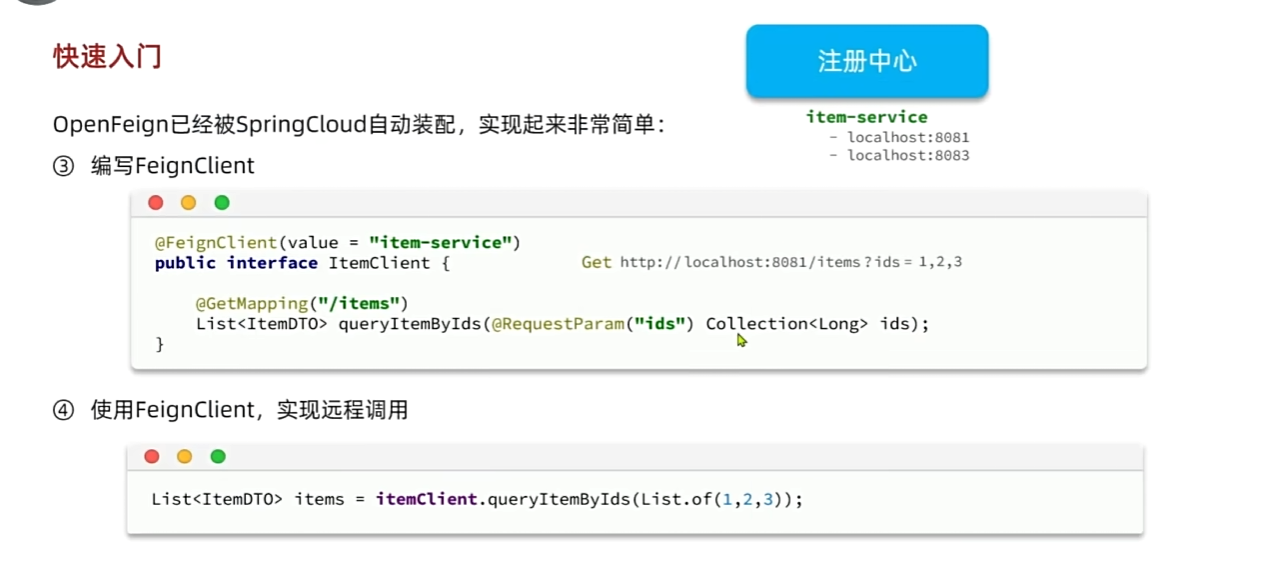 快速入门
注册中心
item-service
- localhost:8081
- localhost:8083
OpenFeign已经被SpringCloud自动装配，实现起来非常简单：
③ 编写FeignClient
@FeignClient(value = "item-service")
public interface ItemClient {
Get http://localhost:8081/items?ids=1,2,3
@GetMapping("/items")
List<ItemDTO> queryItemByIds(@RequestParam("ids") Collection<Long> ids);
}
④ 使用FeignClient，实现远程调用
List<ItemDTO> items = itemClient.queryItemByIds(List.of(1,2,3));